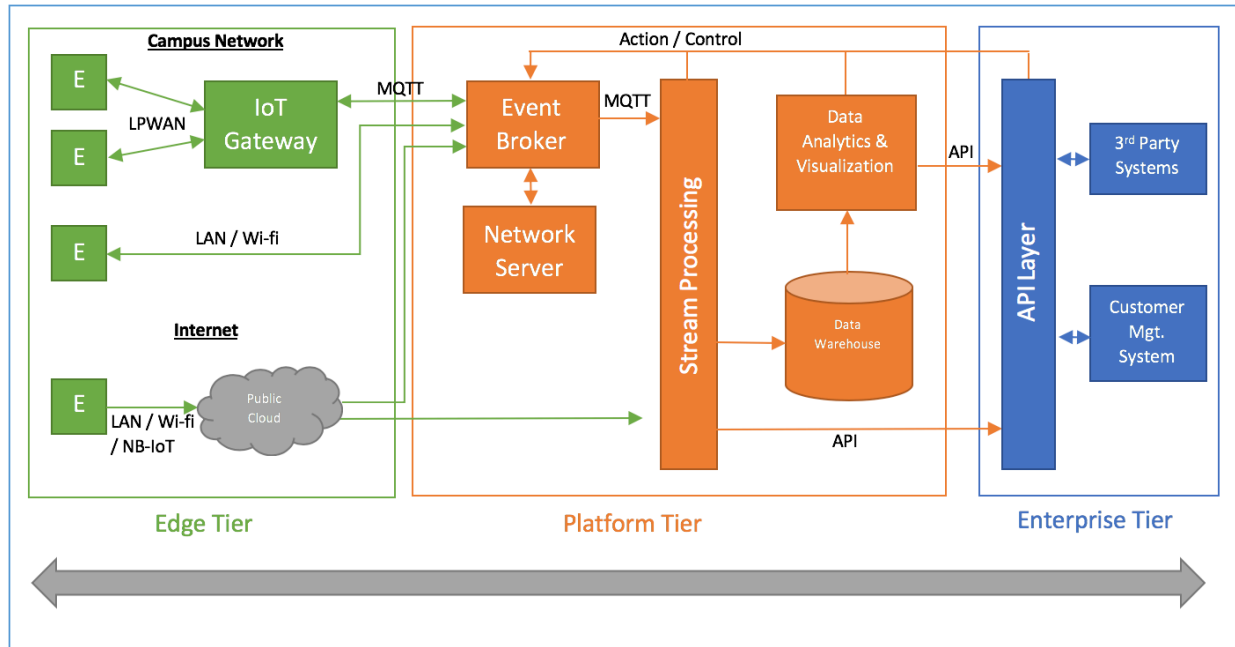 Campus Network
Action / Control
E
IoT
Gateway
MQTT
LPWAN
E
Event
Broker
MQTT
Data
Analytics &
Visualization
API
3rd Party
Systems
E
LAN / Wi-fi
Network
Server
Stream Processing
API Layer
Internet
Data
Warehouse
Customer
Mgt.
System
E
Public
Cloud
LAN / Wi-fi
/ NB-IoT
API
Edge Tier
Platform Tier
Enterprise Tier